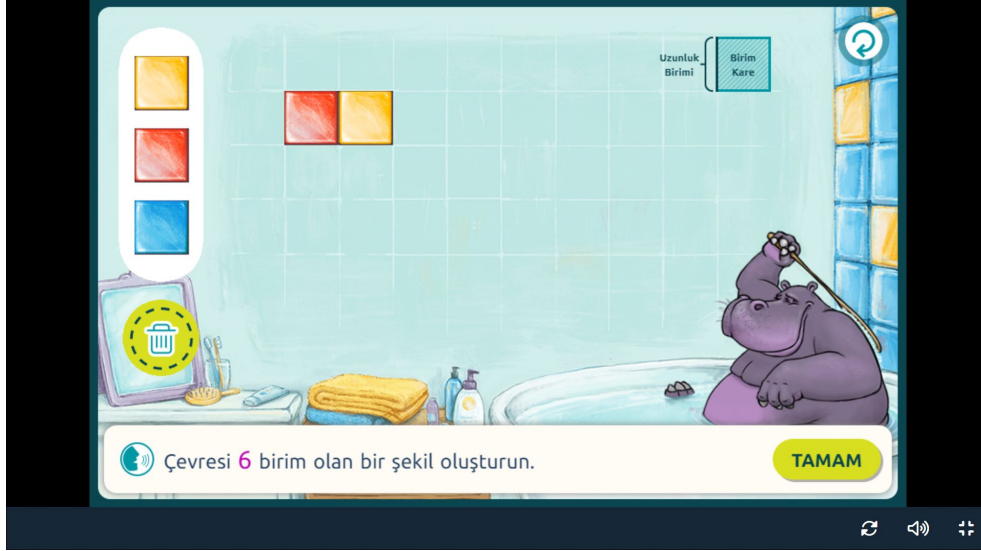 Uzunluk
Birimi
Birim
Kare
Çevresi 6 birim olan bir şekil oluşturun.
TAMAM